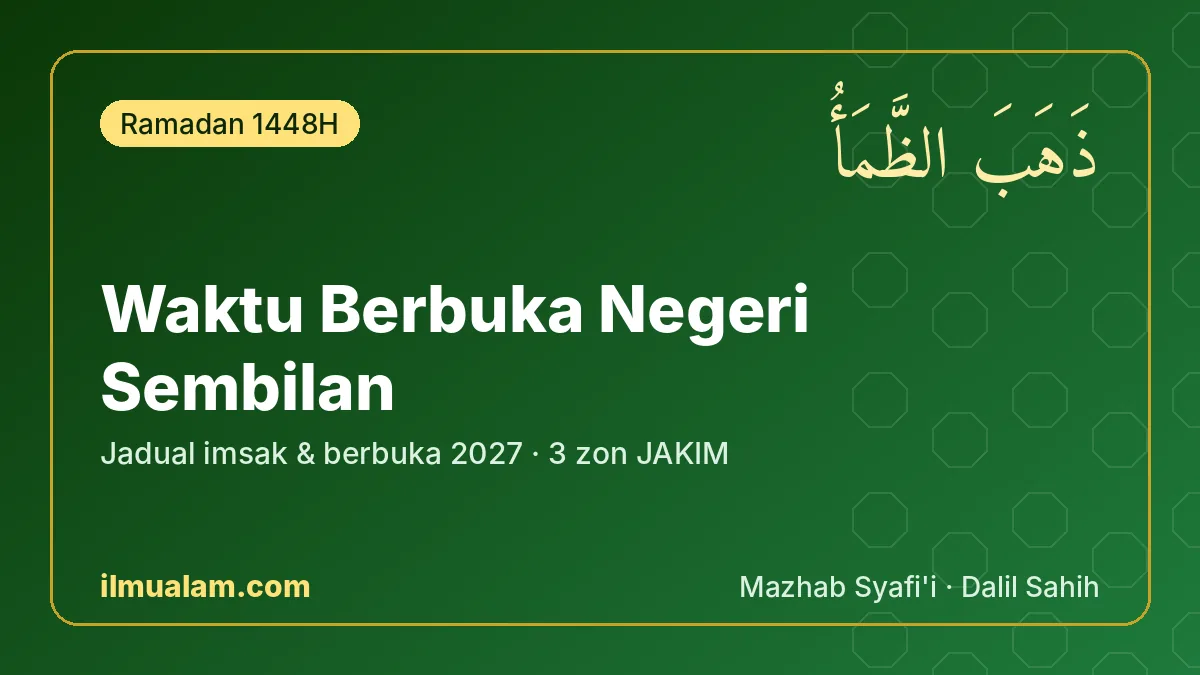 Ramadan 1448H
ذَهَبَ الظَّمَأُ
Waktu Berbuka Negeri
Sembilan
Jadual imsak & berbuka 2027 · 3 zon JAKIM
ilmualam.com
Mazhab Syafi'i · Dalil Sahih